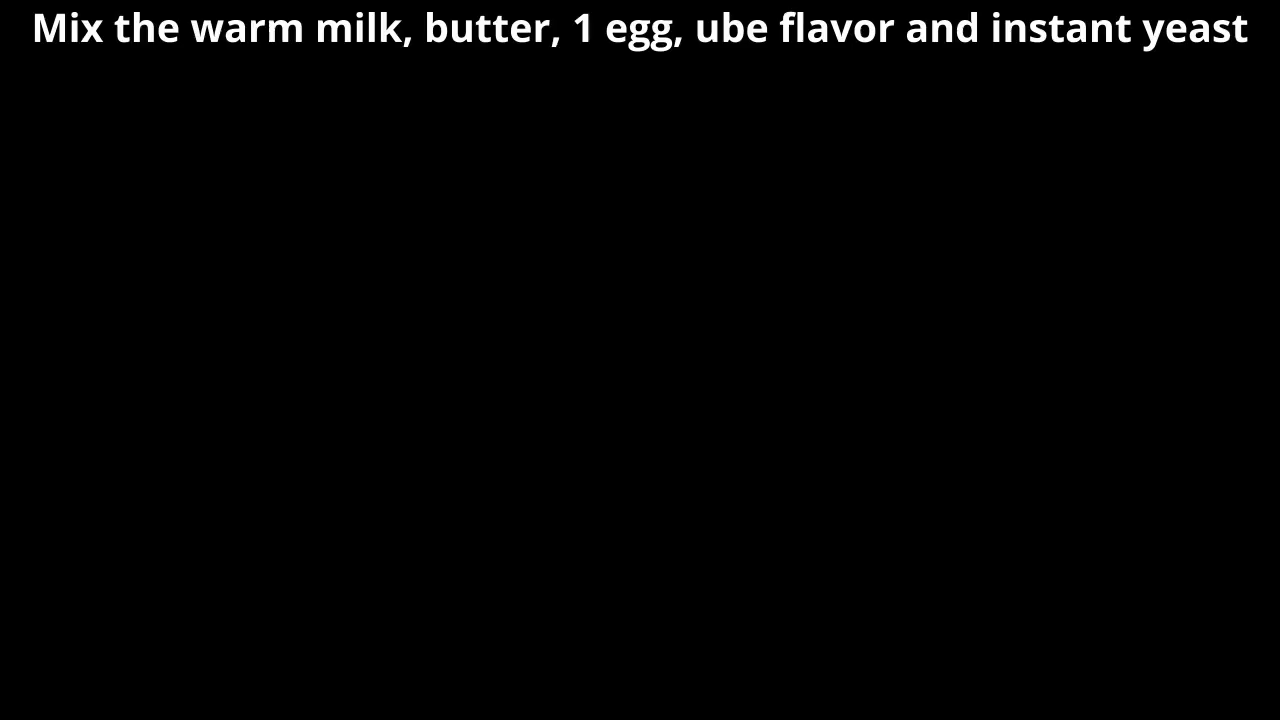 Mix the warm milk, butter, 1 egg, ube flavor and instant yeast